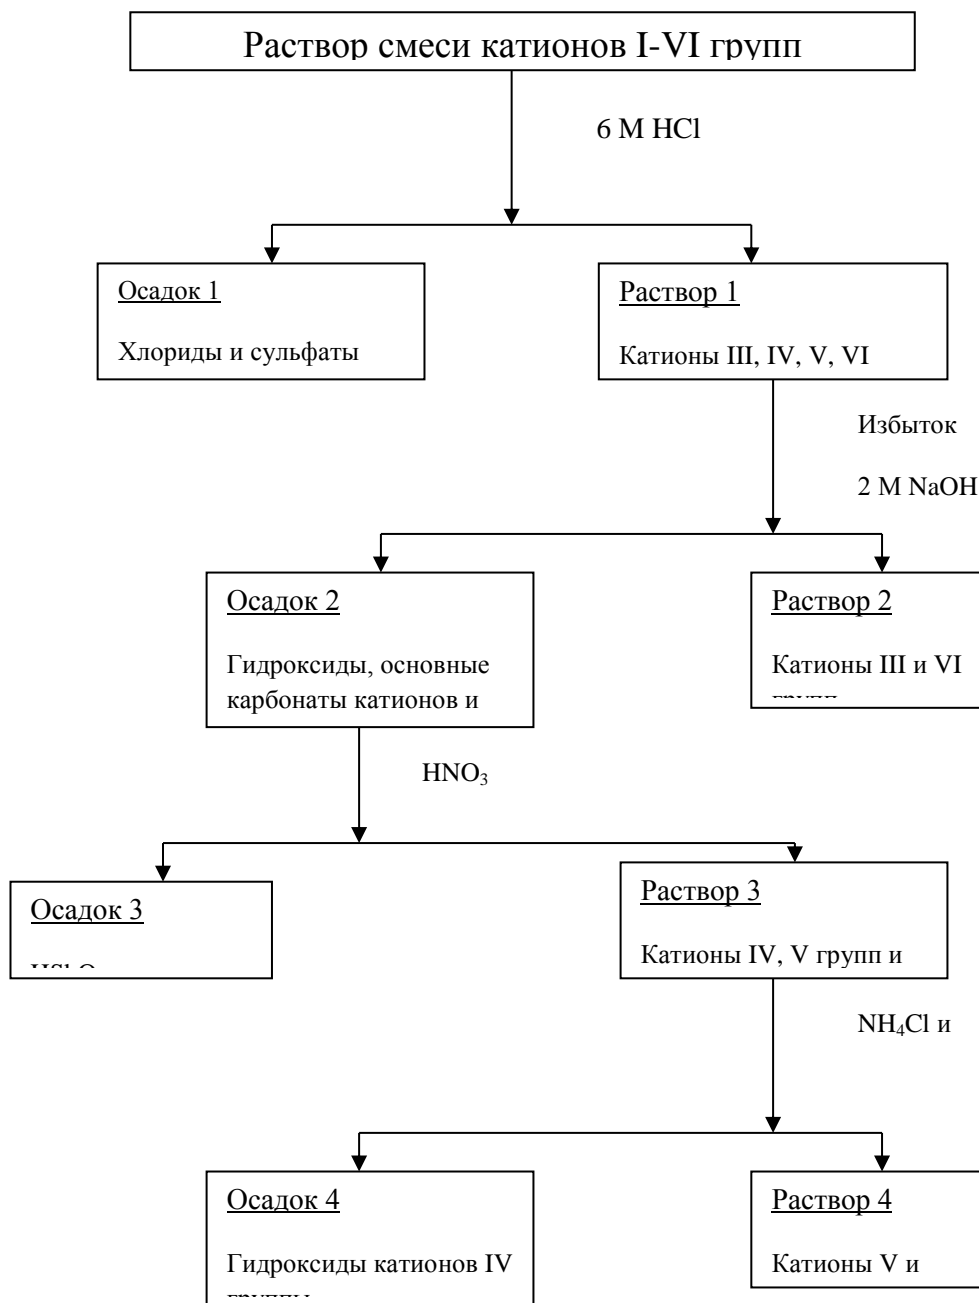 Раствор смеси катионов I-VI групп
6 М HCl
Осадок 1
Хлориды и сульфаты
Раствор 1
Катионы III, IV, V, VI
Избыток
2 М NaOH
Осадок 2
Гидроксиды, основные
карбонаты катионов и
Раствор 2
Катионы III и VI
HNO₃
Осадок 3
Раствор 3
Катионы IV, V групп и
NH₄Cl и
Осадок 4
Гидроксиды катионов IV
Раствор 4
Катионы V и